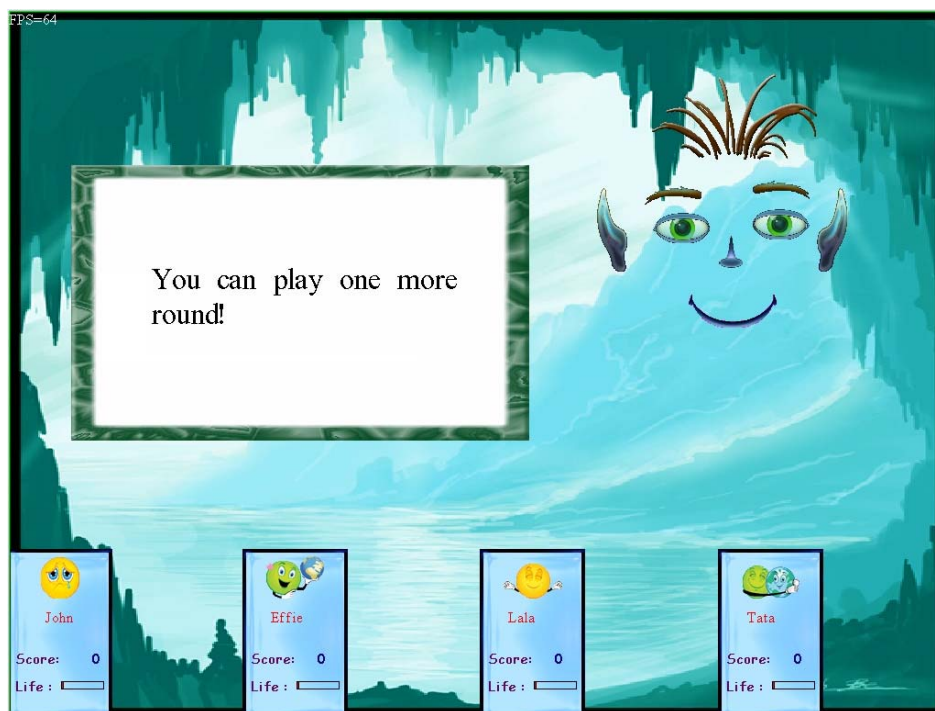 FPS=64
You can play one more
round!
John
Score: 0
Life :
Effie
Score: 0
Life :
Lala
Score: 0
Life :
Tata
Score: 0
Life :